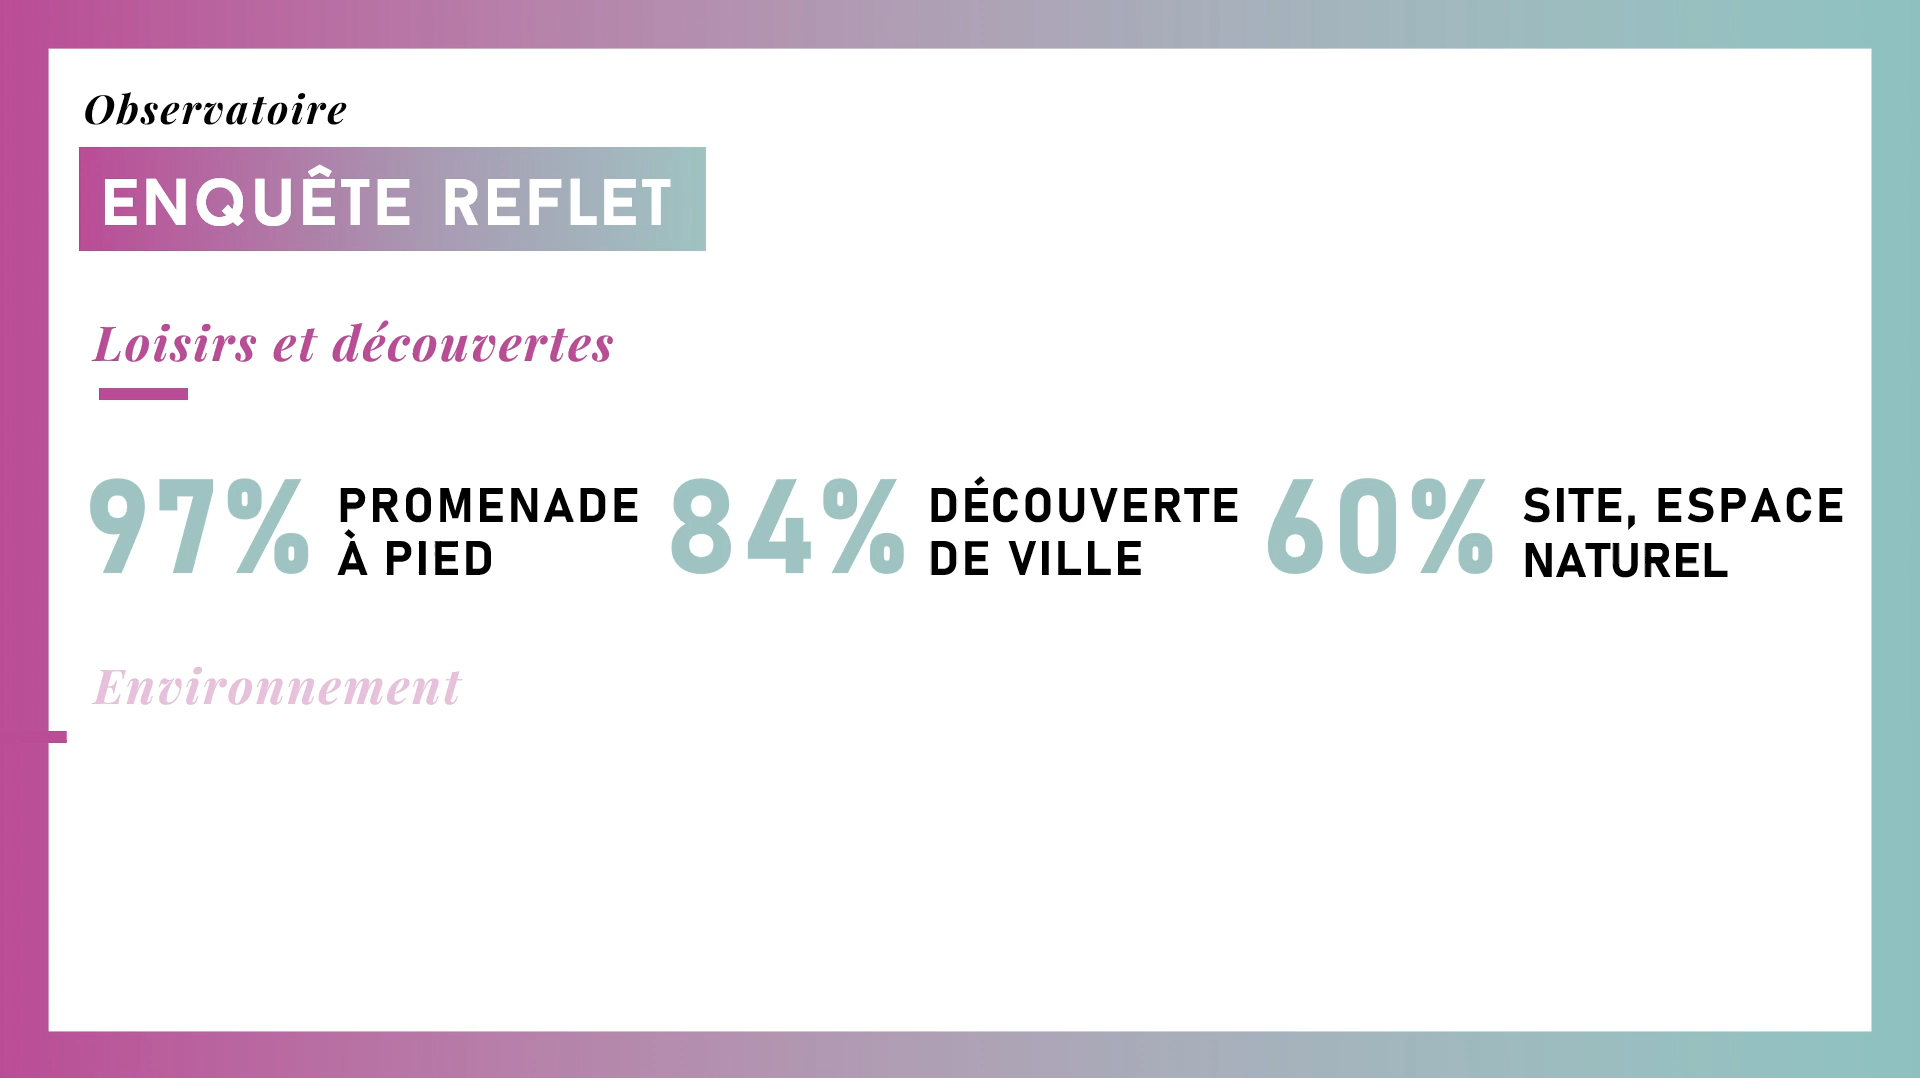 Observatoire
ENQUÊTE REFLET
Loisirs et découvertes
97% PROMENADE À PIED
84% DÉCOUVERTE DE VILLE
60% SITE, ESPACE NATUREL
Environnement